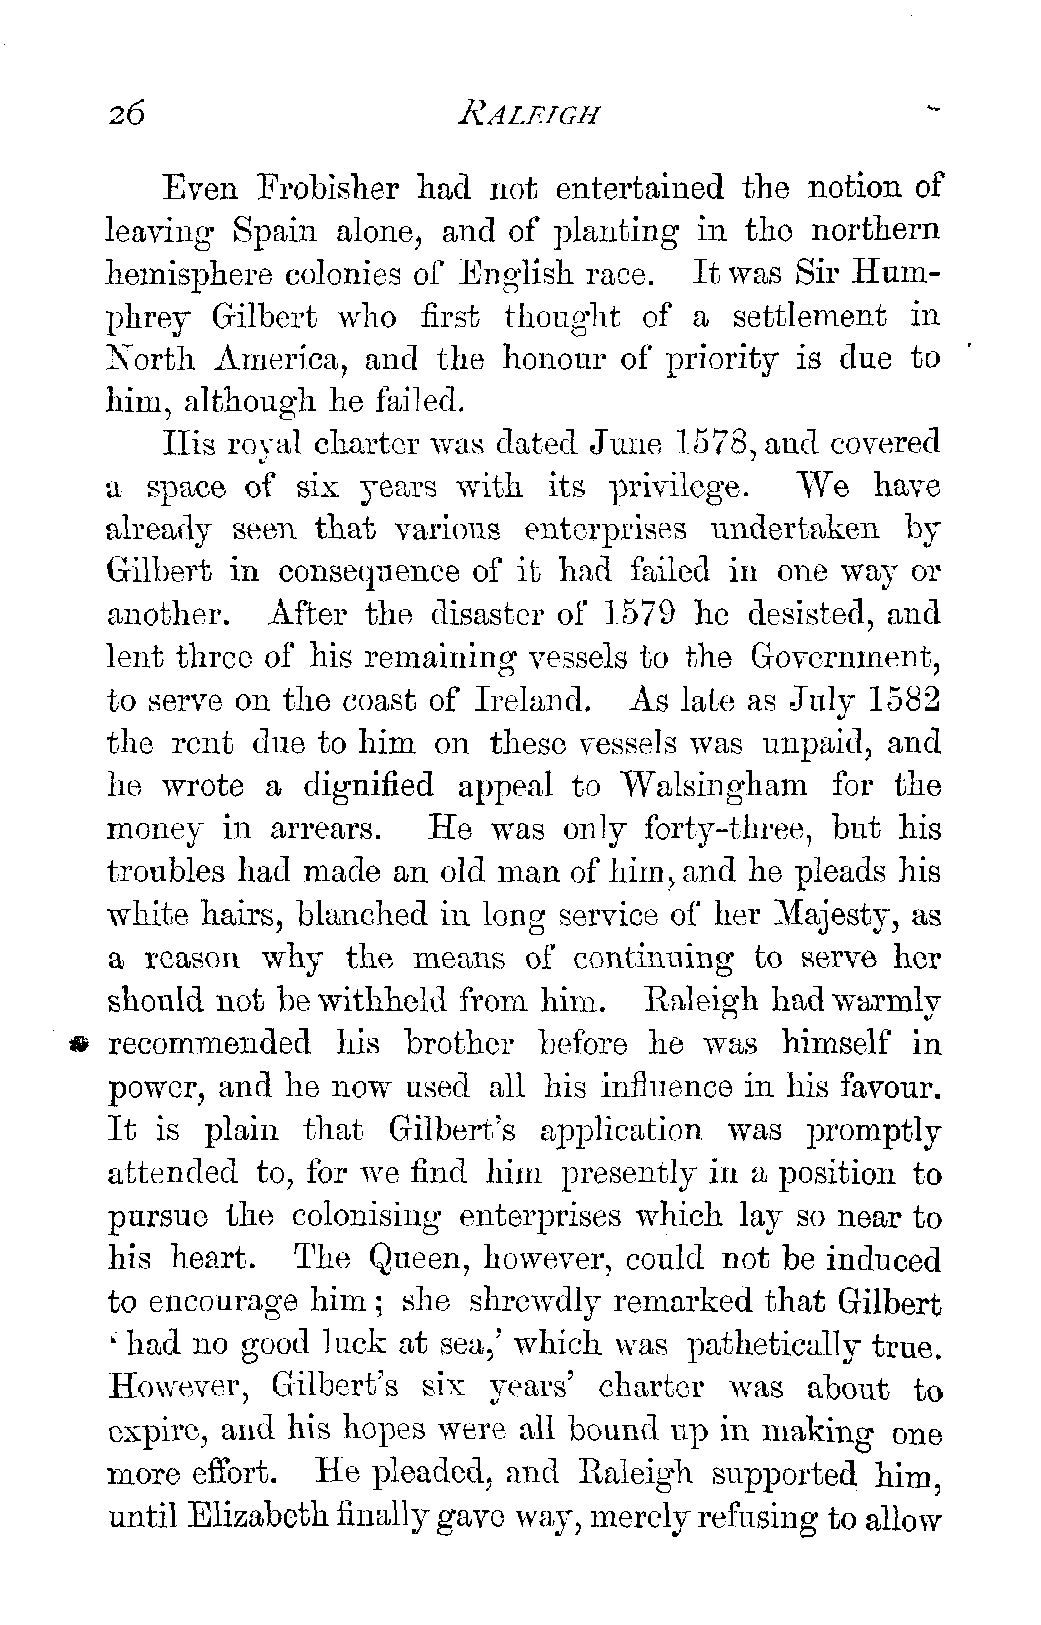 26 RALEIGH
Even Frobisher had not entertained the notion of
leaving Spain alone, and of planting in the northern
hemisphere colonies of English race. It was Sir Hum-
phrey Gilbert who first thought of a settlement in
North America, and the honour of priority is due to
him, although he failed.
His royal charter was dated June 1578, and covered
a space of six years with its privilege. We have
already seen that various enterprises undertaken by
Gilbert in consequence of it had failed in one way or
another. After the disaster of 1579 he desisted, and
lent three of his remaining vessels to the Government,
to serve on the coast of Ireland. As late as July 1582
the rent due to him on these vessels was unpaid, and
he wrote a dignified appeal to Walsingham for the
money in arrears. He was only forty-three, but his
troubles had made an old man of him, and he pleads his
white hairs, blanched in long service of her Majesty, as
a reason why the means of continuing to serve her
should not be withheld from him. Raleigh had warmly
recommended his brother before he was himself in
power, and he now used all his influence in his favour.
It is plain that Gilbert's application was promptly
attended to, for we find him presently in a position to
pursue the colonising enterprises which lay so near to
his heart. The Queen, however, could not be induced
to encourage him; she shrewdly remarked that Gilbert
'had no good luck at sea,' which was pathetically true.
However, Gilbert's six years' charter was about to
expire, and his hopes were all bound up in making one
more effort. He pleaded, and Raleigh supported him,
until Elizabeth finally gave way, merely refusing to allow